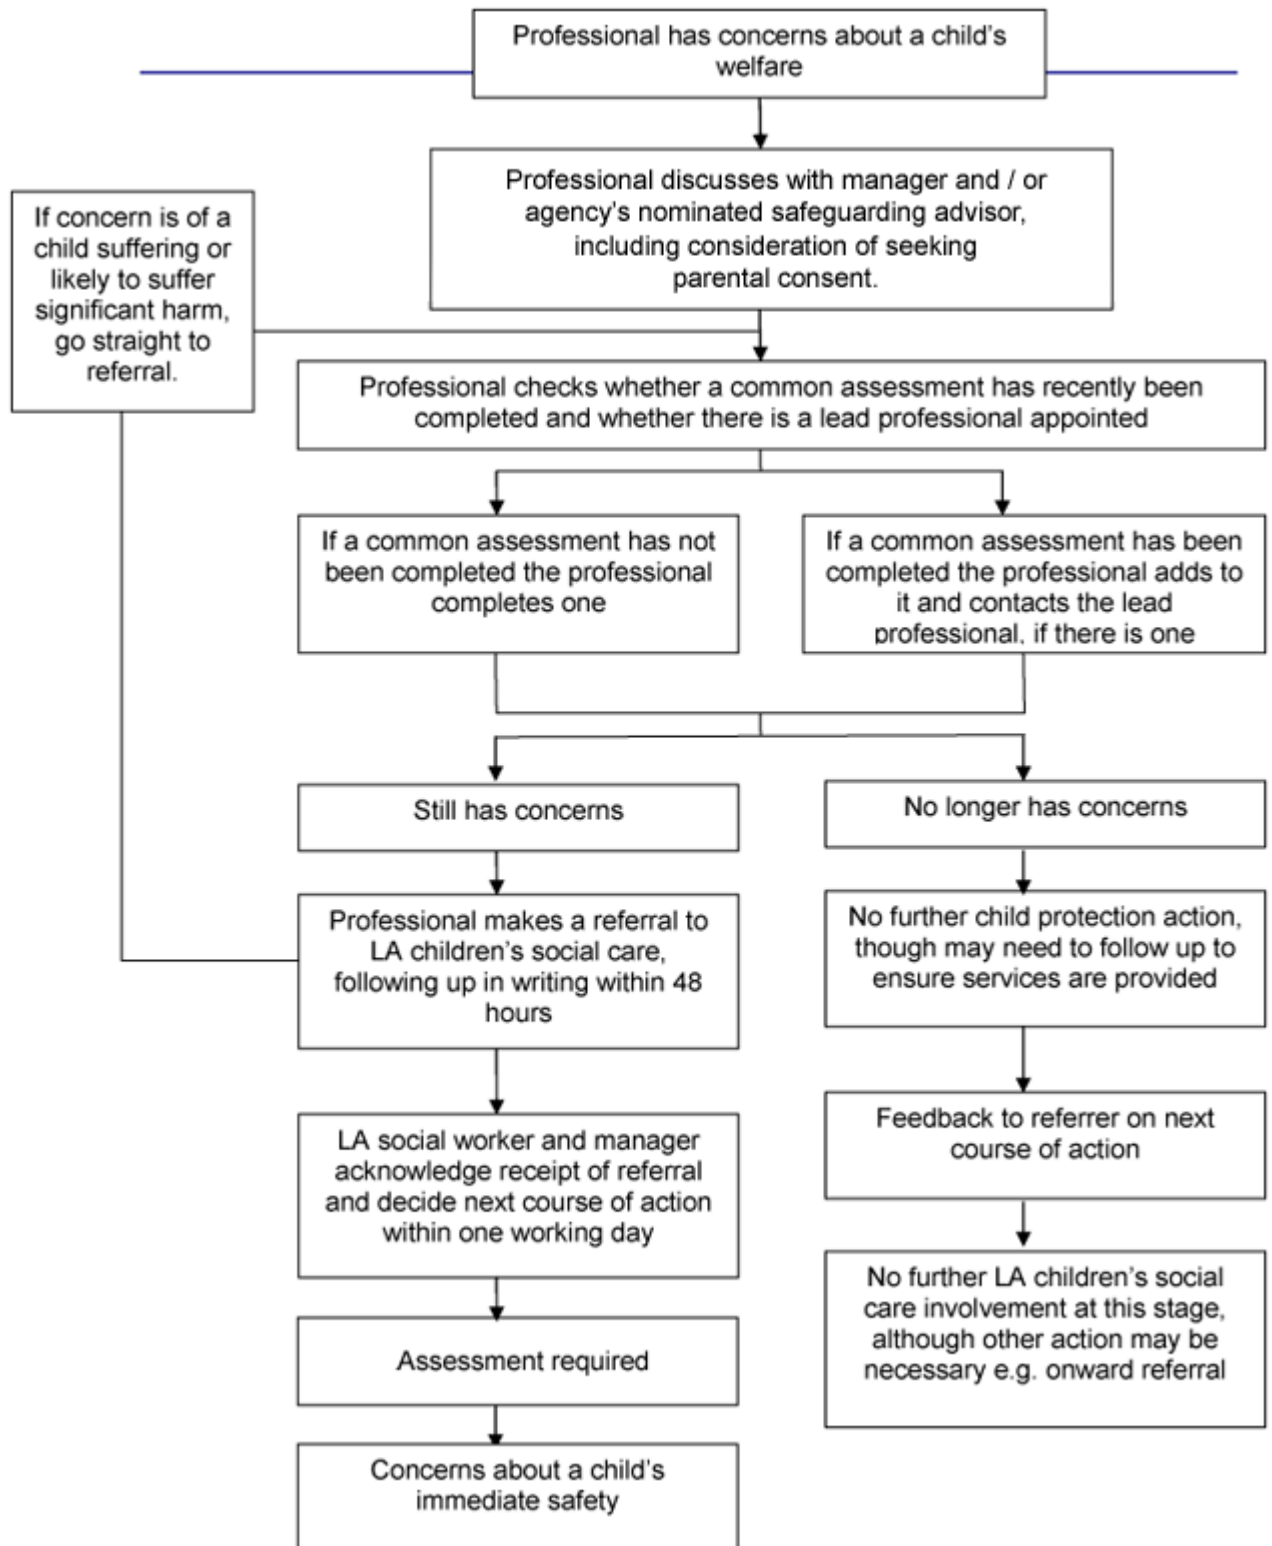 Professional has concerns about a child's
welfare
Professional discusses with manager and / or
agency's nominated safeguarding advisor,
including consideration of seeking
parental consent.
If concern is of a
child suffering or
likely to suffer
significant harm,
go straight to
referral.
Professional checks whether a common assessment has recently been
completed and whether there is a lead professional appointed
If a common assessment has not
been completed the professional
completes one
If a common assessment has been
completed the professional adds to
it and contacts the lead
professional, if there is one
Still has concerns
No longer has concerns
Professional makes a referral to
LA children's social care,
following up in writing within 48
hours
No further child protection action,
though may need to follow up to
ensure services are provided
LA social worker and manager
acknowledge receipt of referral
and decide next course of action
within one working day
Feedback to referrer on next
course of action
Assessment required
No further LA children's social
care involvement at this stage,
although other action may be
necessary e.g. onward referral
Concerns about a child's
immediate safety